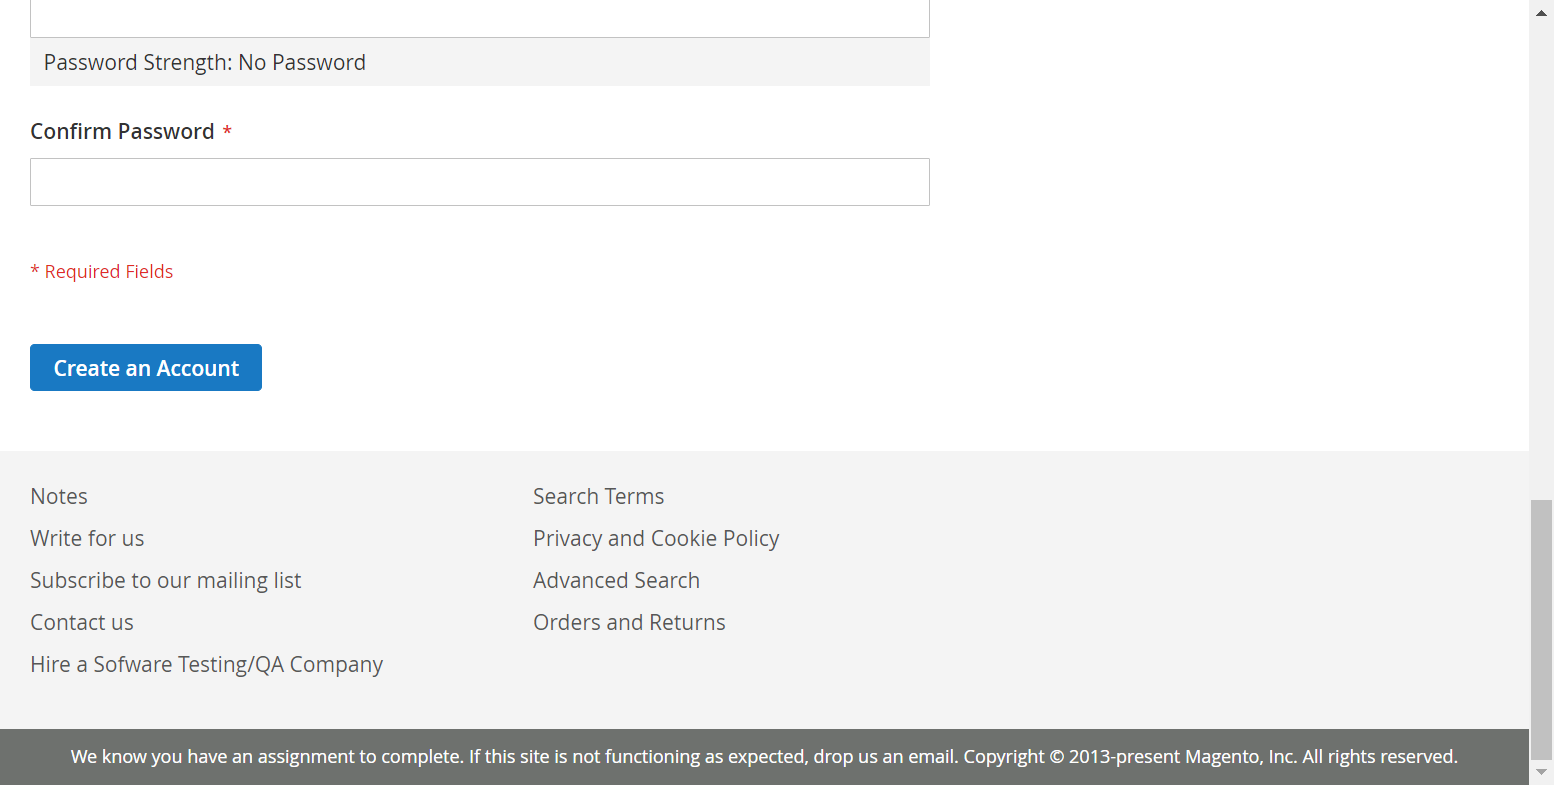 Password Strength: No Password
Confirm Password *
* Required Fields
Create an Account
Notes
Write for us
Subscribe to our mailing list
Contact us
Hire a Sofware Testing/QA Company
Search Terms
Privacy and Cookie Policy
Advanced Search
Orders and Returns
We know you have an assignment to complete. If this site is not functioning as expected, drop us an email. Copyright © 2013-present Magento, Inc. All rights reserved.